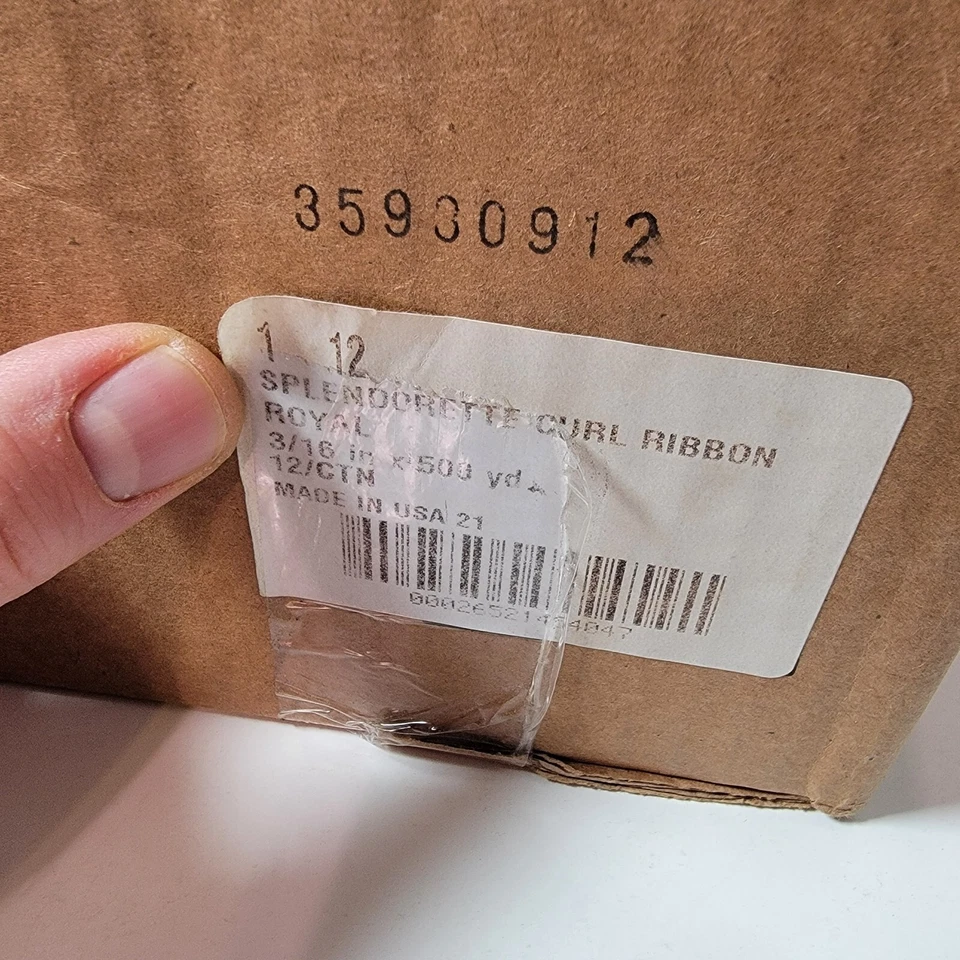 35930912
1 12
SPLENDORETTE CURL RIBBON
ROYAL
3/16 in x 500 yd
12/CTN
MADE IN USA 21